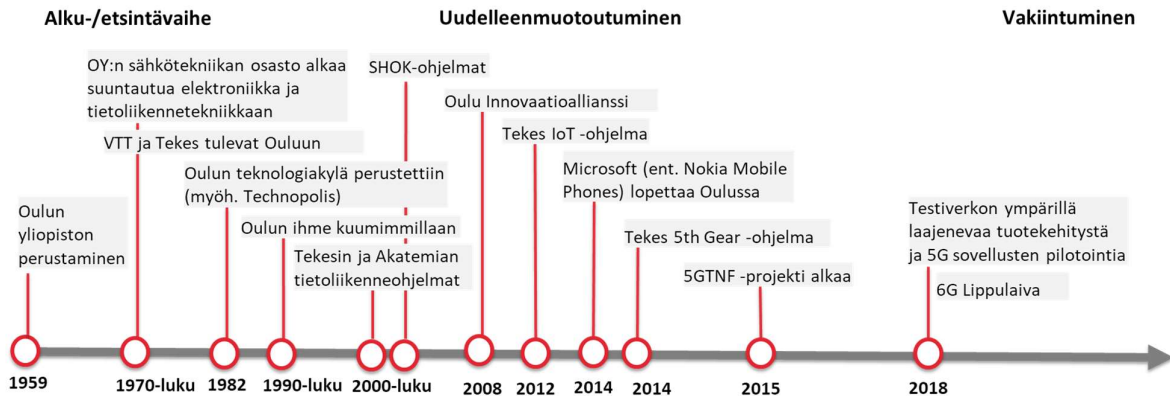 Alku-/etsintävaihe
Uudelleenmuotoutuminen
Vakiintuminen
OY:n sähkötekniikan osasto alkaa
suuntautua elektroniikka ja
tietoliikennetekniikkaan
VTT ja Tekes tulevat Ouluun
Oulun teknologiakylä perustettiin
(myöh. Technopolis)
Oulun
yliopiston
perustaminen
Oulun ihme kuumimmillaan
Tekesin ja Akatemian
tietoliikenneohjelmat
SHOK-ohjelmat
Oulu Innovaatioallianssi
Tekes IoT -ohjelma
Microsoft (ent. Nokia Mobile
Phones) lopettaa Oulussa
Tekes 5th Gear -ohjelma
5GTNF -projekti alkaa
Testiverkon ympärillä
laajenevaa tuotekehitystä
ja 5G sovellusten pilotointia
6G Lippulaiva
1959
1970-luku
1982
1990-luku
2000-luku
2008
2012
2014
2014
2015
2018